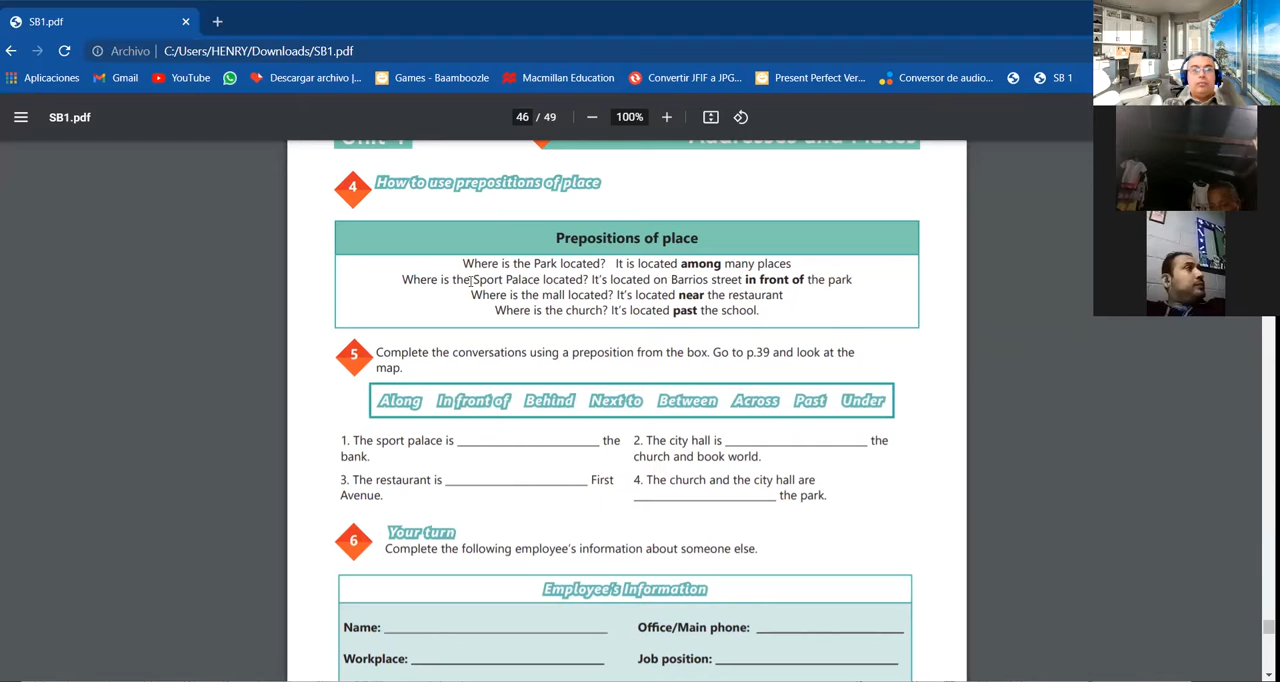 SB1.pdf
Archivo C:/Users/HENRY/Downloads/SB1.pdf
Aplicaciones Gmail YouTube Descargar archivo |... Games - Baamboozle Macmillan Education Convertir JFIF a JPG... Present Perfect Ver... Conversor de audio... SB 1
SB1.pdf 46 / 49 100%
Addresses and Places
4 How to use prepositions of place
Prepositions of place
Where is the Park located? It is located among many places
Where is the Sport Palace located? It's located on Barrios street in front of the park
Where is the mall located? It's located near the restaurant
Where is the church? It's located past the school.
5 Complete the conversations using a preposition from the box. Go to p.39 and look at the
map.
Along In front of Behind Next to Between Across Past Under
1. The sport palace is ____________________ the
bank.
2. The city hall is ____________________ the
church and book world.
3. The restaurant is ____________________ First
Avenue.
4. The church and the city hall are
____________________ the park.
6 Your turn
Complete the following employee's information about someone else.
Employee's Information
Name: ____________________ Office/Main phone: ____________________
Workplace: ____________________ Job position: ____________________